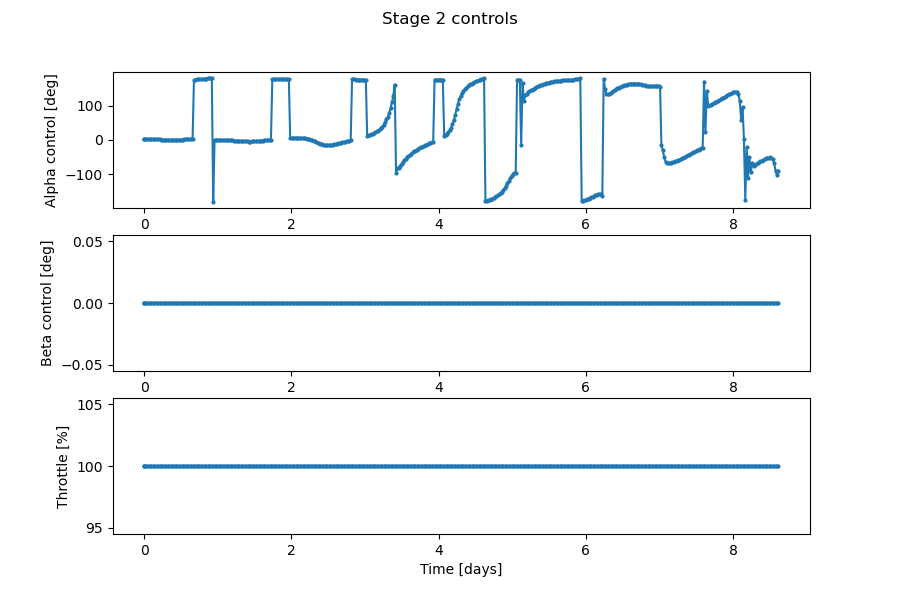 Stage 2 controls
Alpha control [deg]
100
0
−100
0 2 4 6 8
Beta control [deg]
0.05
0.00
−0.05
0 2 4 6 8
Throttle [%]
105
100
95
0 2 4 6 8
Time [days]